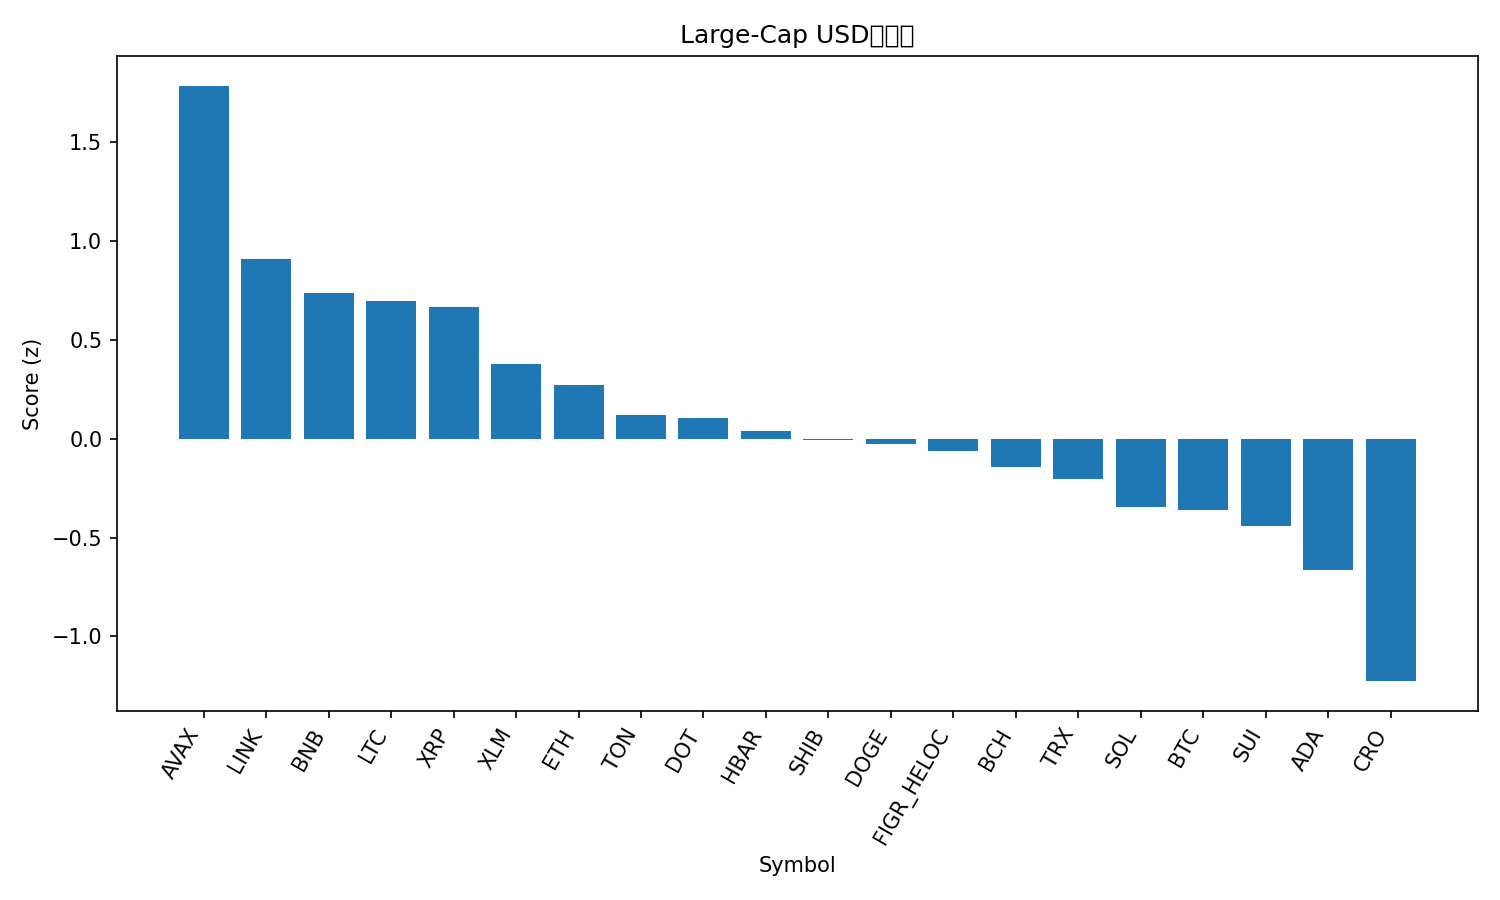 Large-Cap USD
Score (z)
1.5
1.0
0.5
0.0
−0.5
−1.0
AVAX
LINK
BNB
LTC
XRP
XLM
ETH
TON
DOT
HBAR
SHIB
DOGE
FIGR_HELOC
BCH
TRX
SOL
BTC
SUI
ADA
CRO
Symbol